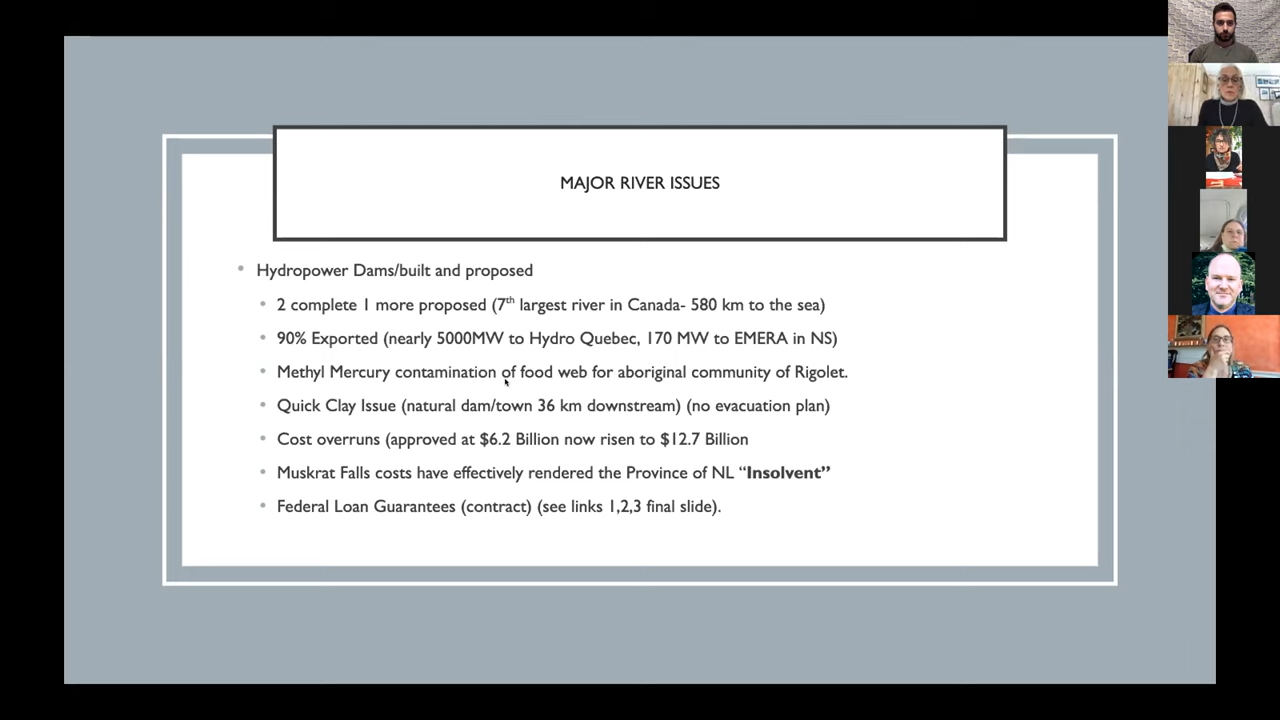 MAJOR RIVER ISSUES
• Hydropower Dams/built and proposed
• 2 complete 1 more proposed (7th largest river in Canada- 580 km to the sea)
• 90% Exported (nearly 5000MW to Hydro Quebec, 170 MW to EMERA in NS)
• Methyl Mercury contamination of food web for aboriginal community of Rigolet.
• Quick Clay Issue (natural dam/town 36 km downstream) (no evacuation plan)
• Cost overruns (approved at $6.2 Billion now risen to $12.7 Billion
• Muskrat Falls costs have effectively rendered the Province of NL “Insolvent”
• Federal Loan Guarantees (contract) (see links 1,2,3 final slide).